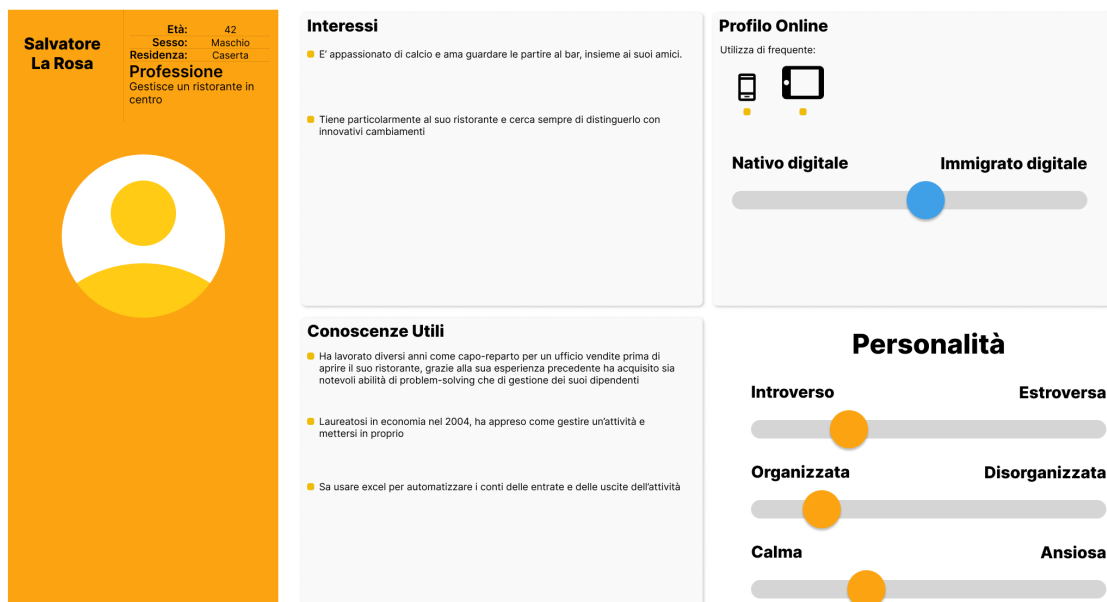 Salvatore
La Rosa
Età: 42
Sesso: Maschio
Residenza: Caserta
Professione
Gestisce un ristorante in
centro
Interessi
E' appassionato di calcio e ama guardare le partire al bar, insieme ai suoi amici.
Tiene particolarmente al suo ristorante e cerca sempre di distinguerlo con
innovativi cambiamenti
Profilo Online
Utilizza di frequente:
Nativo digitale Immigrato digitale
Conoscenze Utili
Ha lavorato diversi anni come capo-reparto per un ufficio vendite prima di
aprire il suo ristorante, grazie alla sua esperienza precedente ha acquisito sia
notevoli abilità di problem-solving che di gestione dei suoi dipendenti
Laureatosi in economia nel 2004, ha appreso come gestire un'attività e
mettersi in proprio
Sa usare excel per automatizzare i conti delle entrate e delle uscite dell'attività
Personalità
Introverso Estroversa
Organizzata Disorganizzata
Calma Ansiosa